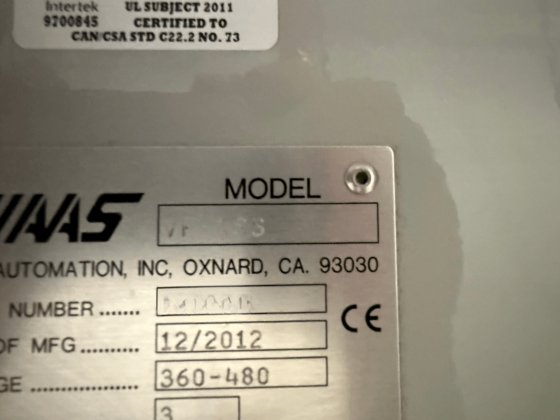 Intertek UL SUBJECT 2011
9700845 CERTIFIED TO
CAN/CSA STD C22.2 NO. 73
HAAS
MODEL
AUTOMATION, INC, OXNARD, CA. 93030
NUMBER .......
CE
OF MFG.......... 12/2012
GE ................. 360-480
3